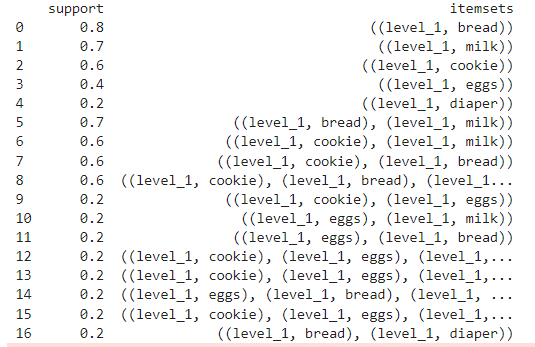 support itemsets
0 0.8 ((level_1, bread))
1 0.7 ((level_1, milk))
2 0.6 ((level_1, cookie))
3 0.4 ((level_1, eggs))
4 0.2 ((level_1, diaper))
5 0.7 ((level_1, bread), (level_1, milk))
6 0.6 ((level_1, cookie), (level_1, milk))
7 0.6 ((level_1, cookie), (level_1, bread))
8 0.6 ((level_1, cookie), (level_1, bread), (level_1...
9 0.2 ((level_1, cookie), (level_1, eggs))
10 0.2 ((level_1, eggs), (level_1, milk))
11 0.2 ((level_1, eggs), (level_1, bread))
12 0.2 ((level_1, cookie), (level_1, eggs), (level_1,...
13 0.2 ((level_1, cookie), (level_1, eggs), (level_1,...
14 0.2 ((level_1, eggs), (level_1, bread), (level_1, ...
15 0.2 ((level_1, cookie), (level_1, eggs), (level_1,...
16 0.2 ((level_1, bread), (level_1, diaper))